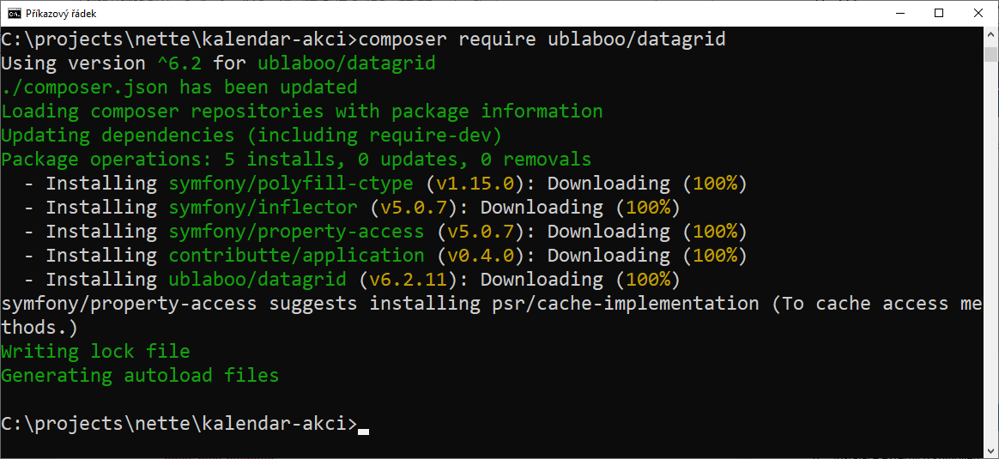 Příkazový řádek
C:\projects\nette\kalendar-akci>composer require ublaboo/datagrid
Using version ^6.2 for ublaboo/datagrid
./composer.json has been updated
Loading composer repositories with package information
Updating dependencies (including require-dev)
Package operations: 5 installs, 0 updates, 0 removals
  - Installing symfony/polyfill-ctype (v1.15.0): Downloading (100%)
  - Installing symfony/inflector (v5.0.7): Downloading (100%)
  - Installing symfony/property-access (v5.0.7): Downloading (100%)
  - Installing contributte/application (v0.4.0): Downloading (100%)
  - Installing ublaboo/datagrid (v6.2.11): Downloading (100%)
symfony/property-access suggests installing psr/cache-implementation (To cache access me
thods.)
Writing lock file
Generating autoload files
C:\projects\nette\kalendar-akci>